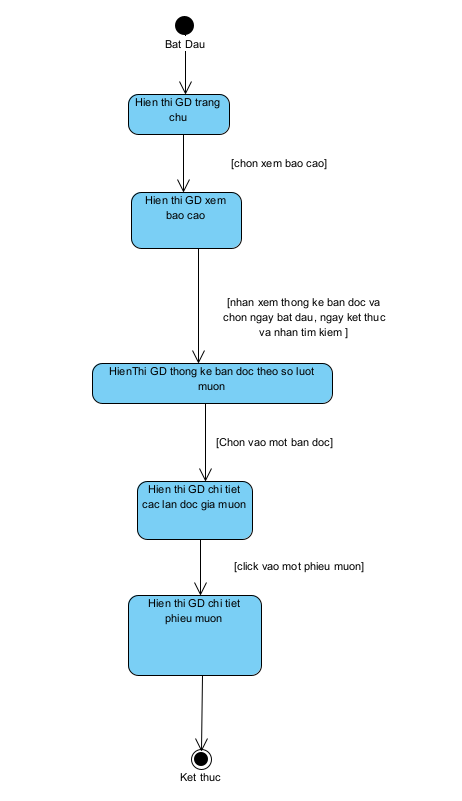 Bat Dau
Hien thi GD trang
chu
[chon xem bao cao]
Hien thi GD xem
bao cao
[nhan xem thong ke ban doc va
chon ngay bat dau, ngay ket thuc
va nhan tim kiem ]
HienThi GD thong ke ban doc theo so luot
muon
[Chon vao mot ban doc]
Hien thi GD chi tiet
cac lan doc gia muon
[click vao mot phieu muon]
Hien thi GD chi tiet
phieu muon
Ket thuc